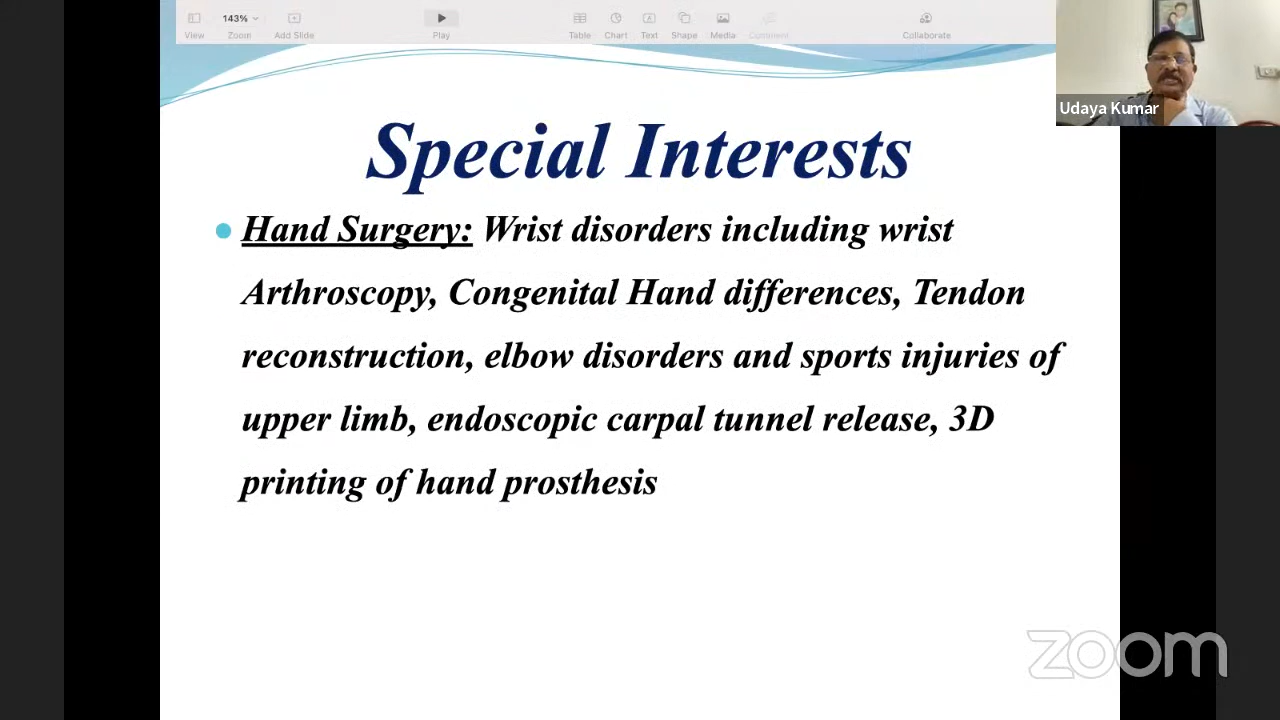 143%
View
Zoom
Add Slide
Play
Table
Chart
Text
Shape
Media
Comment
Collaborate
Udaya Kumar
Special Interests
Hand Surgery: Wrist disorders including wrist
Arthroscopy, Congenital Hand differences, Tendon
reconstruction, elbow disorders and sports injuries of
upper limb, endoscopic carpal tunnel release, 3D
printing of hand prosthesis
zoom